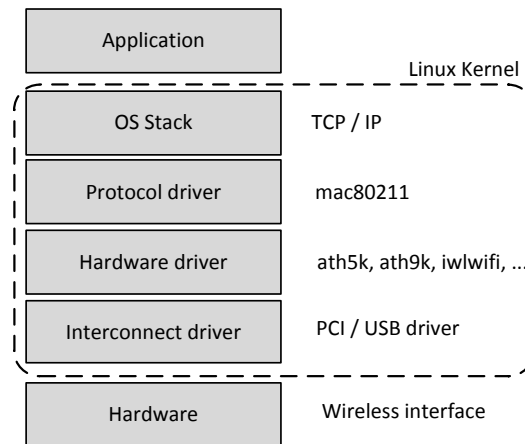 Application
Linux Kernel
OS Stack TCP / IP
Protocol driver mac80211
Hardware driver ath5k, ath9k, iwlwifi, ...
Interconnect driver PCI / USB driver
Hardware Wireless interface